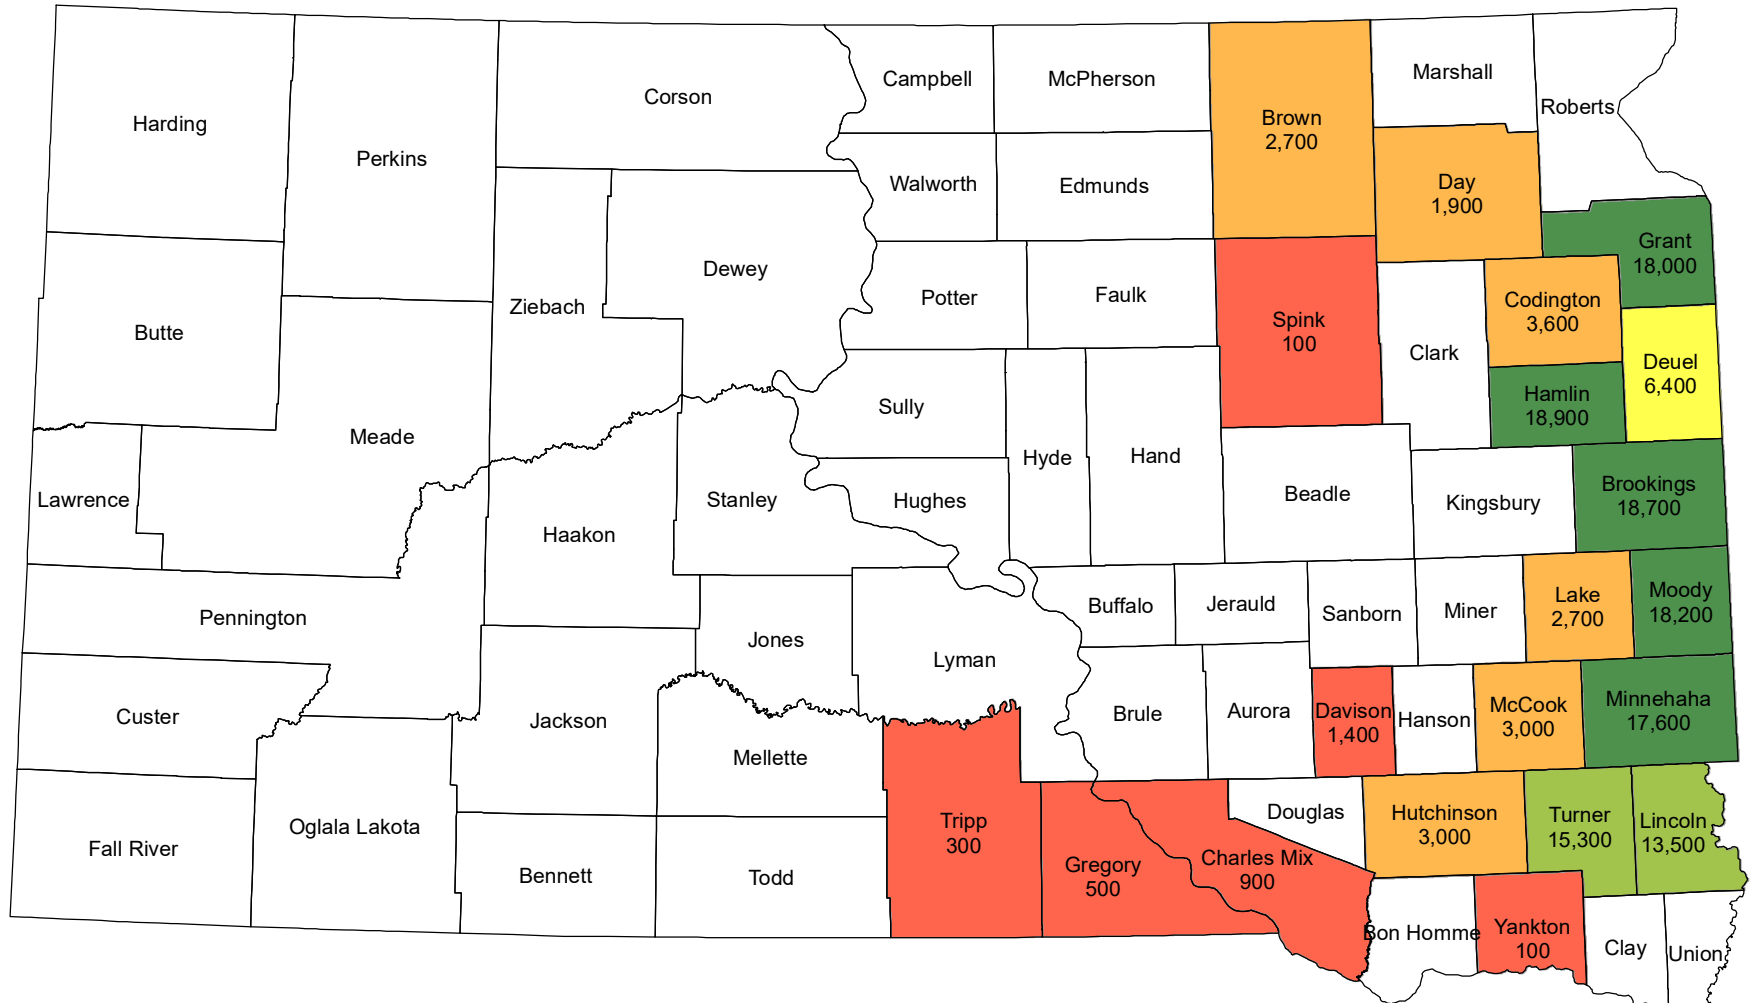 Harding
Perkins
Corson
Campbell
McPherson
Brown
2,700
Marshall
Roberts
Walworth
Edmunds
Day
1,900
Grant
18,000
Butte
Ziebach
Dewey
Potter
Faulk
Spink
100
Clark
Codington
3,600
Deuel
6,400
Hamlin
18,900
Meade
Sully
Hyde
Hand
Lawrence
Haakon
Stanley
Hughes
Beadle
Kingsbury
Brookings
18,700
Pennington
Jones
Lyman
Buffalo
Jerauld
Sanborn
Miner
Lake
2,700
Moody
18,200
Custer
Jackson
Mellette
Brule
Aurora
Davison
1,400
Hanson
McCook
3,000
Minnehaha
17,600
Fall River
Oglala Lakota
Bennett
Todd
Tripp
300
Gregory
500
Charles Mix
900
Douglas
Hutchinson
3,000
Turner
15,300
Lincoln
13,500
Bon Homme
Yankton
100
Clay
Union